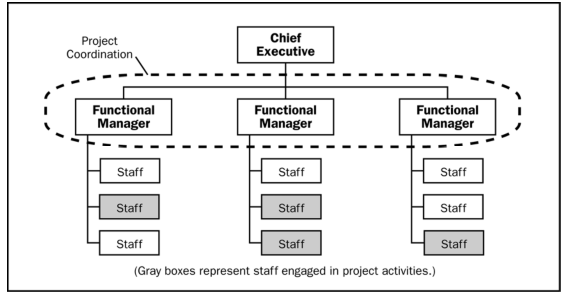 Project
Coordination
Chief
Executive
Functional
Manager
Functional
Manager
Functional
Manager
Staff
Staff
Staff
Staff
Staff
Staff
Staff
Staff
Staff
(Gray boxes represent staff engaged in project activities.)